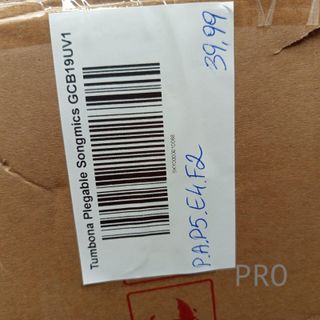 Tumbona Plegable Songmics GCB19UV1
39,99
P.A.P5.E4.F2
PRO